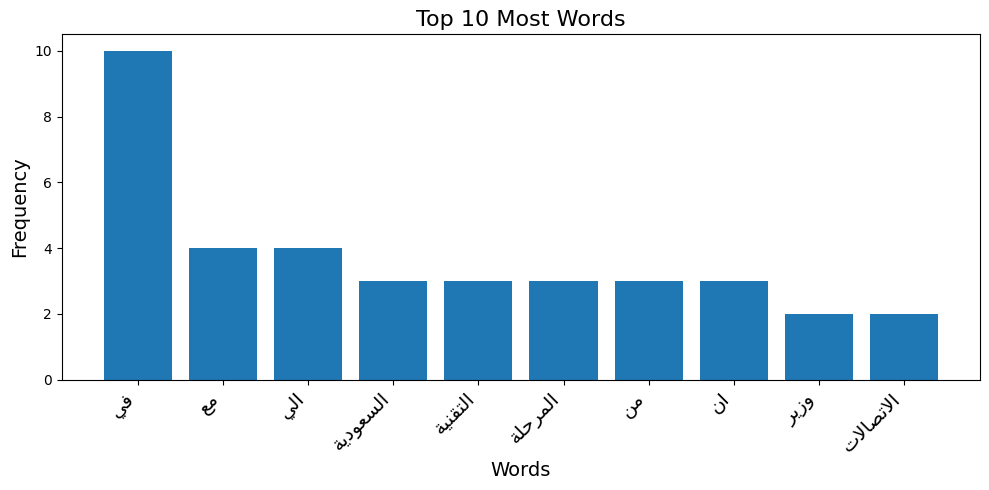 Top 10 Most Words
Frequency
10
8
6
4
2
0
في
مع
الي
السعودية
التقنية
المرحلة
من
ان
وزير
الاتصالات
Words